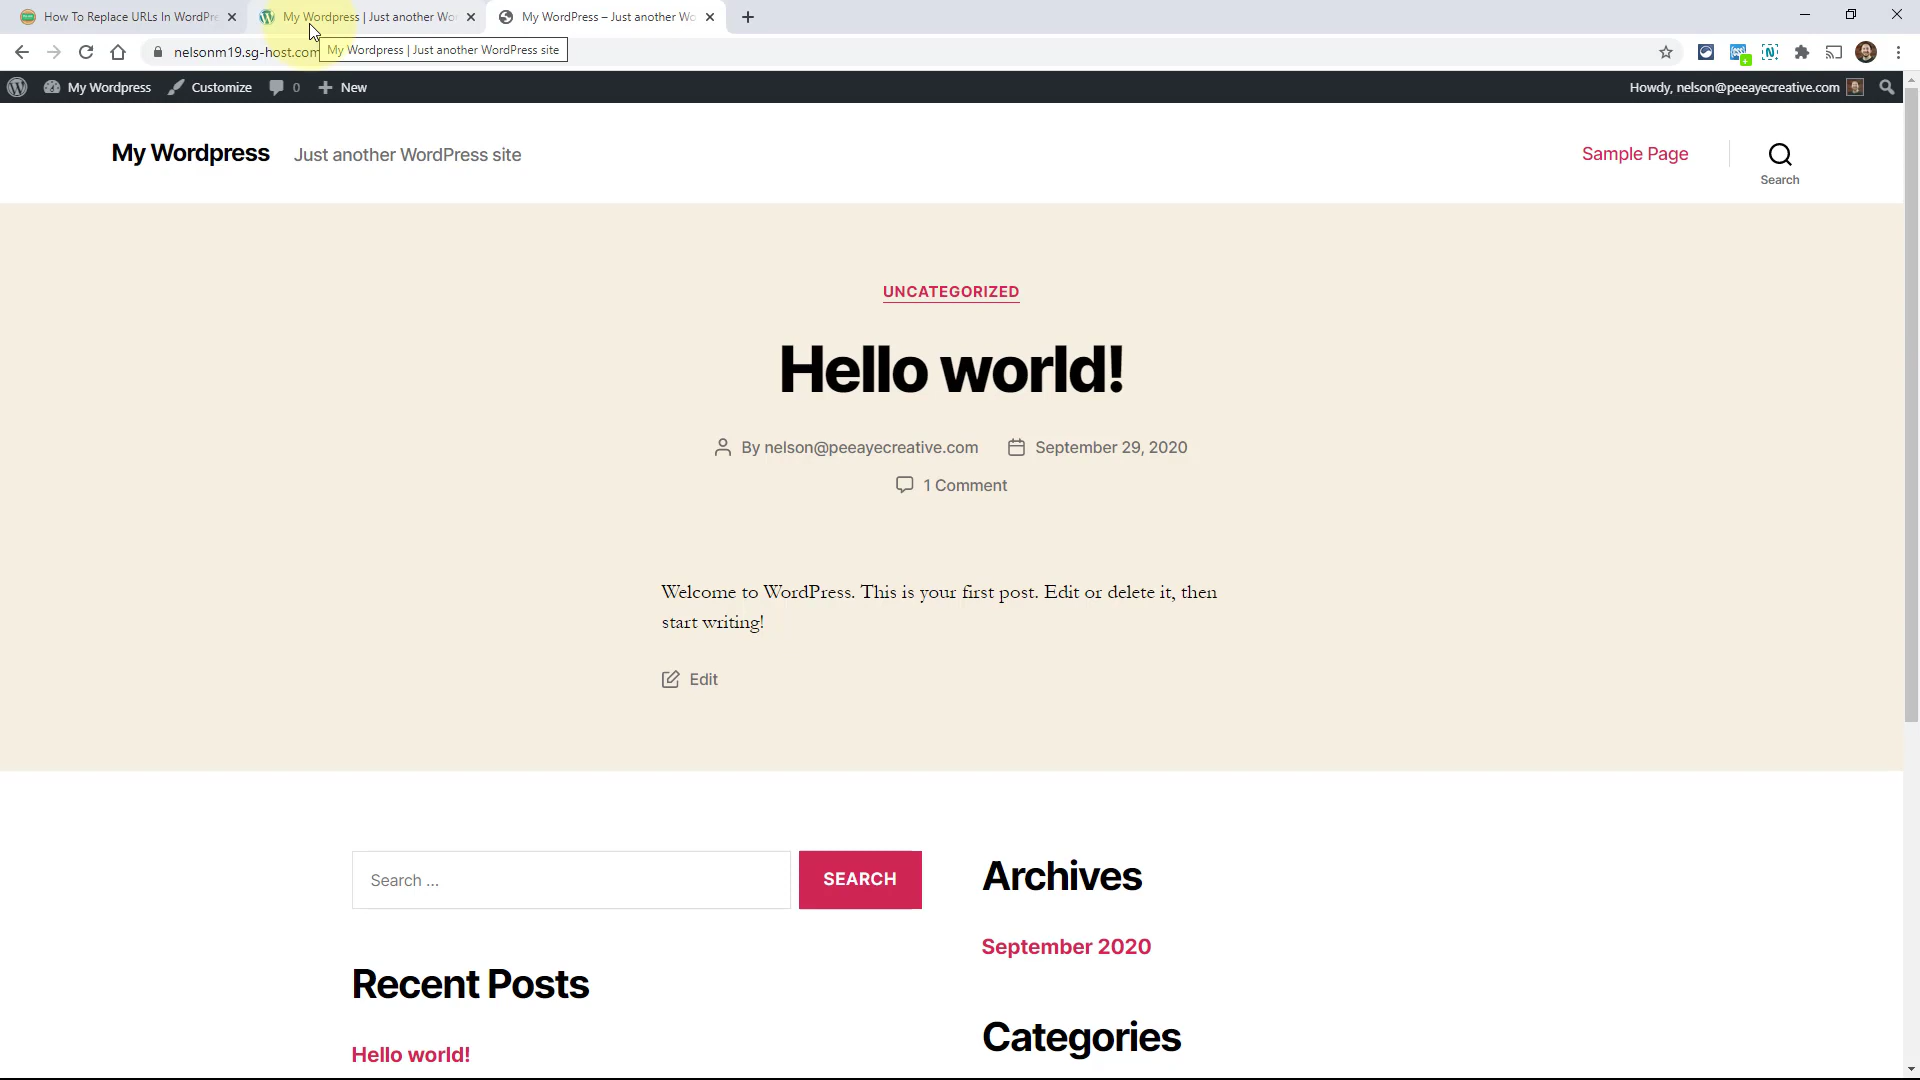 How To Replace URLs In WordPre
My Wordpress | Just another Wor
My WordPress – Just another Wo
nelsonm19.sg-host.com
My Wordpress | Just another WordPress site
My Wordpress
Customize
0
New
Howdy, nelson@peeayecreative.com
My Wordpress
Just another WordPress site
Sample Page
Search
UNCATEGORIZED
Hello world!
By nelson@peeayecreative.com
September 29, 2020
1 Comment
Welcome to WordPress. This is your first post. Edit or delete it, then
start writing!
Edit
Search …
SEARCH
Archives
September 2020
Recent Posts
Categories
Hello world!